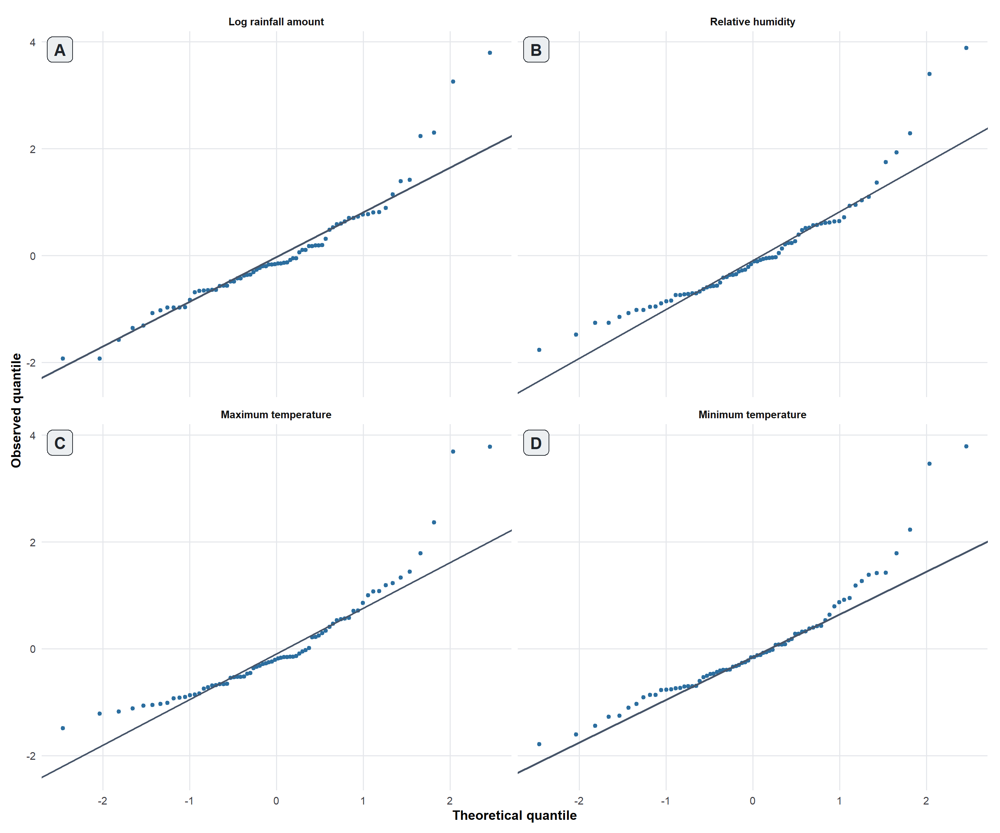 Log rainfall amount
Relative humidity
A
B
4
2
0
-2
Maximum temperature
Minimum temperature
C
D
4
2
0
-2
-2 -1 0 1 2
-2 -1 0 1 2
Theoretical quantile
Observed quantile